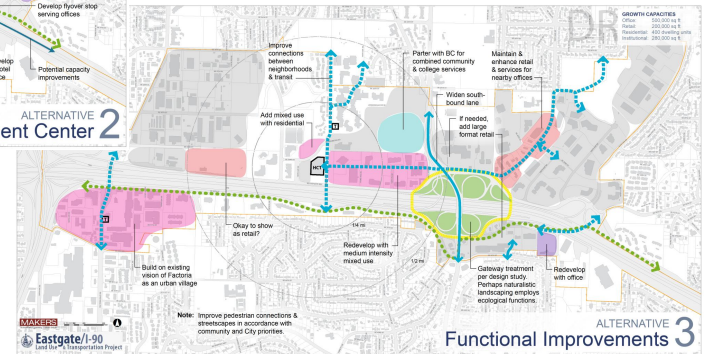 Develop flyover stop
serving offices
Potential capacity
improvements
ALTERNATIVE
ent Center 2
DR
GROWTH CAPACITIES
Office 500,000 sq ft
Retail 200,000 sq ft
Residential 400 dwelling units
Institutional 280,000 sq ft
Improve
connections
between
neighborhoods
& transit
Parter with BC for
combined community
& college services
Maintain &
enhance retail
& services for
nearby offices
Widen south-
bound lane
Add mixed use
with residential
If needed,
add large
format retail
T
HCT
T
Okay to show
as retail?
1/4 mi
1/2 mi
Redevelop with
medium intensity
mixed use
Build on existing
vision of Factoria
as an urban village
Gateway treatment
per design study.
Perhaps naturalistic
landscaping employs
ecological functions.
Redevelop
with office
Note: Improve pedestrian connections &
streetscapes in accordance with
community and City priorities.
MAKERS
Eastgate/I-90
Land Use & Transportation Project
ALTERNATIVE
Functional Improvements 3